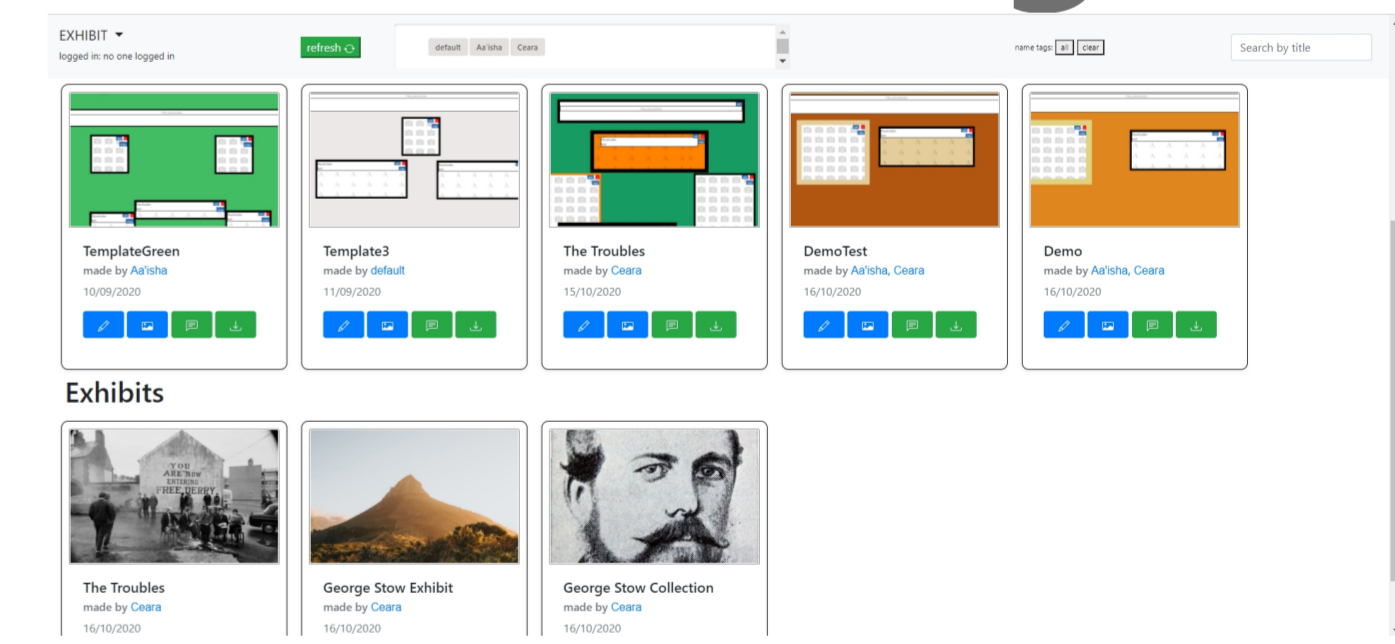 EXHIBIT
logged in: no one logged in
refresh
default Aa'isha Ceara
name tags: all clear
Search by title
TemplateGreen
made by Aa'isha
10/09/2020
Template3
made by default
11/09/2020
The Troubles
made by Ceara
15/10/2020
DemoTest
made by Aa'isha, Ceara
16/10/2020
Demo
made by Aa'isha, Ceara
16/10/2020
Exhibits
YOU
ARE NOW
ENTERING
FREE DERRY
The Troubles
made by Ceara
16/10/2020
George Stow Exhibit
made by Ceara
16/10/2020
George Stow Collection
made by Ceara
16/10/2020